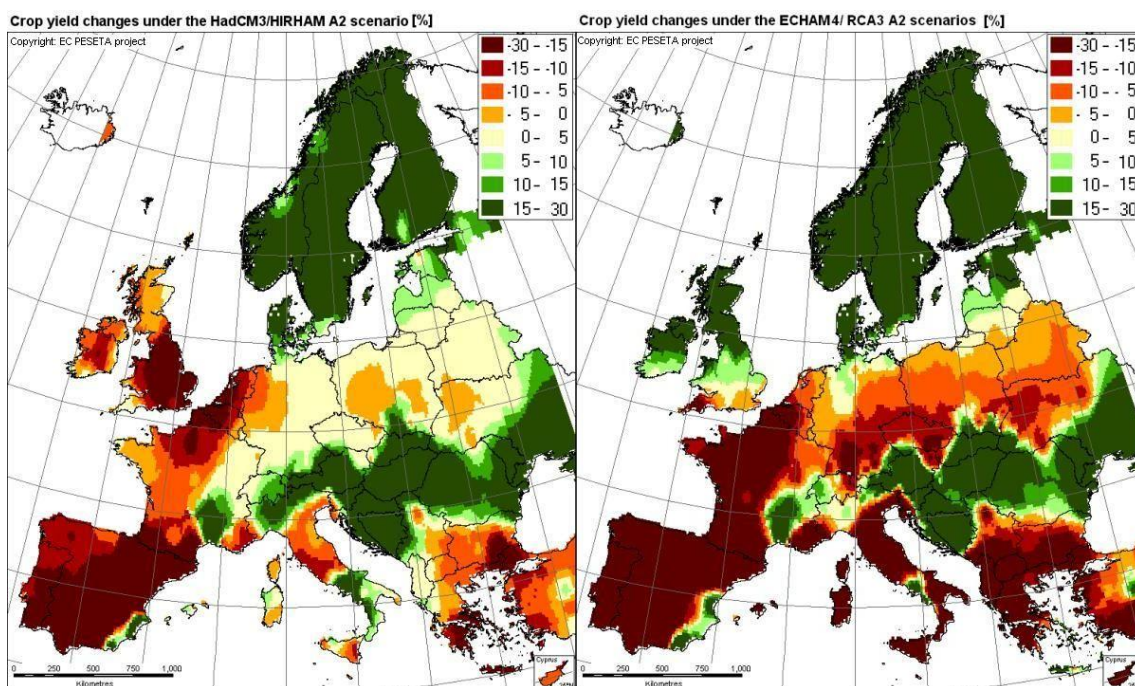 Crop yield changes under the HadCM3/HIRHAM A2 scenario [%]
Copyright: EC PESETA project
-30 - -15
-15 - -10
-10 - 5
- 5 - 0
0 - 5
5 - 10
10 - 15
15 - 30
0 250 500 750 1,000
Kilometres
Cyprus
Crop yield changes under the ECHAM4/ RCA3 A2 scenarios [%]
Copyright: EC PESETA project
-30 - -15
-15 - -10
-10 - 5
- 5 - 0
0 - 5
5 - 10
10 - 15
15 - 30
0 250 500 750 1,000
Kilometres
Cyprus